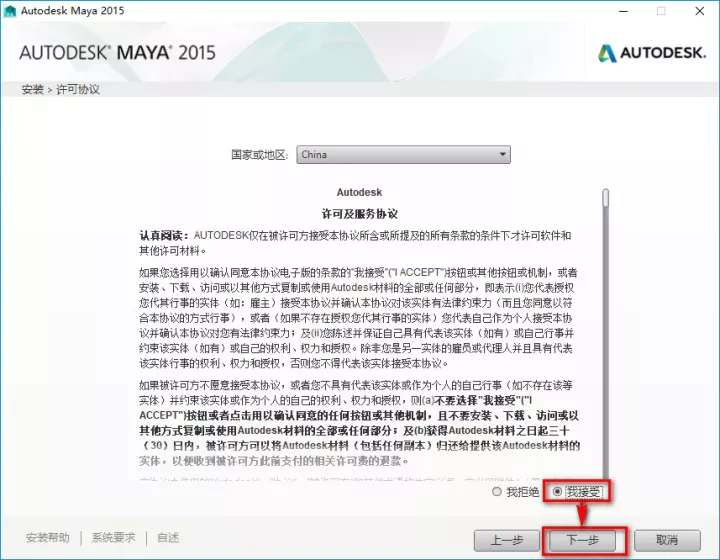 Autodesk Maya 2015
AUTODESK® MAYA® 2015
AUTODESK.
安装 > 许可协议
国家或地区: China
Autodesk
许可及服务协议
认真阅读：AUTODESK仅在被许可方接受本协议所含或所提及的所有条款的条件下才许可软件和
其他许可材料。
如果您选择用以确认同意本协议电子版的条款的"我接受"("I ACCEPT")按钮或其他按钮或机制，或者
安装、下载、访问或以其他方式复制或使用Autodesk材料的全部或任何部分，即表示(i)您代表授权
您代其行事的实体（如：雇主）接受本协议并确认本协议对该实体有法律约束力（而且您同意以符
合本协议的方式行事），或者（如果不存在授权您代其行事的实体）您代表自己作为个人接受本协
议并确认本协议对您有法律约束力；及(ii)您陈述并保证自己具有代表该实体（如有）或自己行事并
约束该实体（如有）或自己的权利、权力和授权。除非您是另一实体的雇员或代理人并且具有代表
该实体行事的权利、权力和授权，否则您不得代表该实体接受本协议。
如果被许可方不愿意接受本协议，或者您不具有代表该实体或作为个人的自己行事（如不存在该等
实体）并约束该实体或作为个人的自己的权利、权力和授权，则(a)不要选择"我接受"("I
ACCEPT")按钮或者点击用以确认同意的任何按钮或其他机制，且不要安装、下载、访问或以
其他方式复制或使用Autodesk材料的全部或任何部分；及(b)获得Autodesk材料之日起三十
（30）日内，被许可方可以将Autodesk材料（包括任何副本）归还给提供该Autodesk材料的
实体，以便收到被许可方此前支付的相关许可费的退款。
我拒绝 我接受
安装帮助 系统要求 自述 上一步 下一步 取消